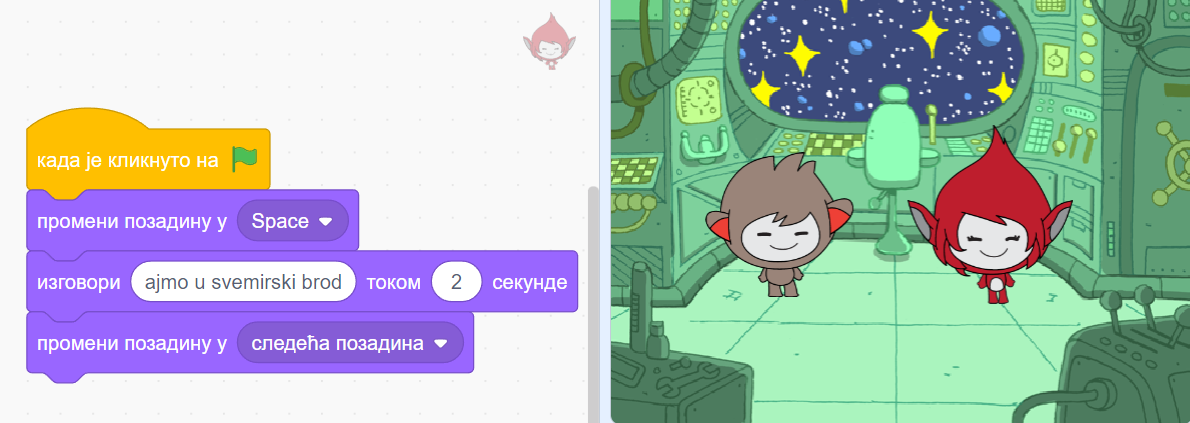 када је кликнуто на
промени позадину у Space
изговори ajmo u svemirski brod током 2 секунде
промени позадину у следећа позадина